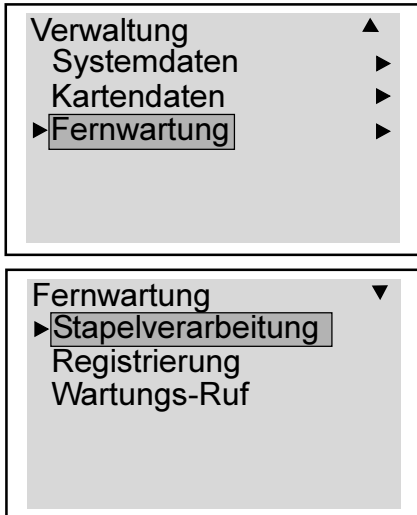 Verwaltung
Systemdaten
Kartendaten
Fernwartung
Fernwartung
Stapelverarbeitung
Registrierung
Wartungs-Ruf